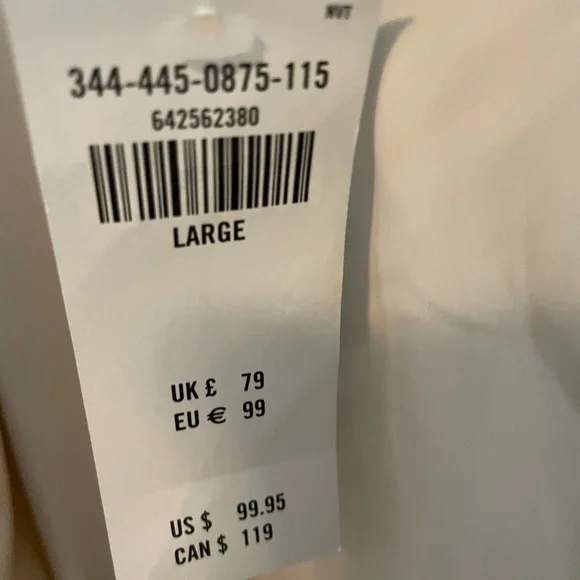 NVT
344-445-0875-115
642562380
LARGE
UK £ 79
EU € 99
US $ 99.95
CAN $ 119